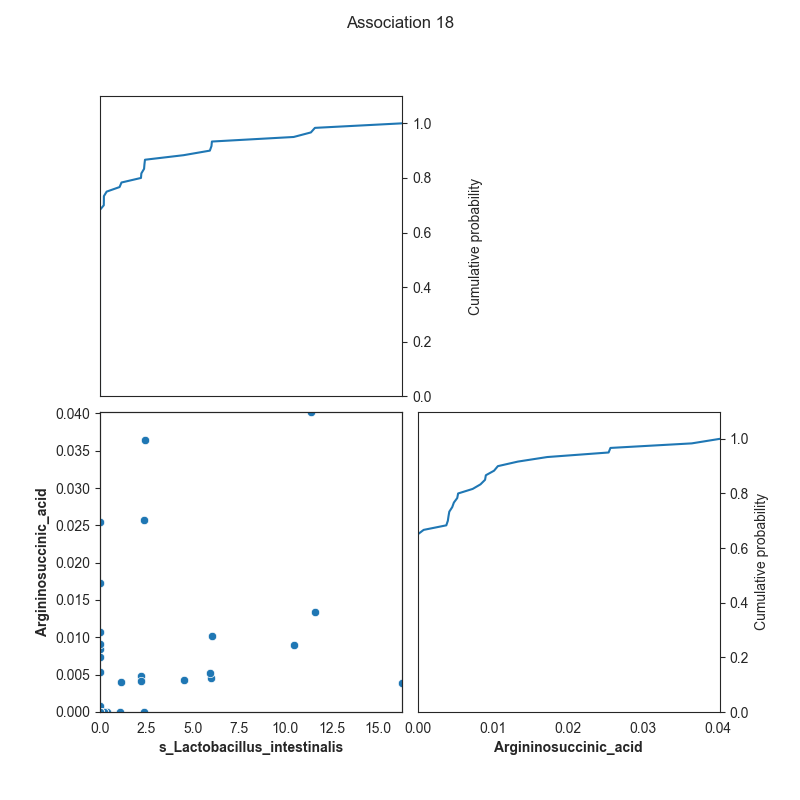 Association 18
1.0
0.8
0.6
0.4
0.2
0.0
Cumulative probability
0.040
0.035
0.030
0.025
0.020
0.015
0.010
0.005
0.000
Argininosuccinic_acid
0.0 2.5 5.0 7.5 10.0 12.5 15.0
s_Lactobacillus_intestinalis
1.0
0.8
0.6
0.4
0.2
0.0
Cumulative probability
0.00 0.01 0.02 0.03 0.04
Argininosuccinic_acid